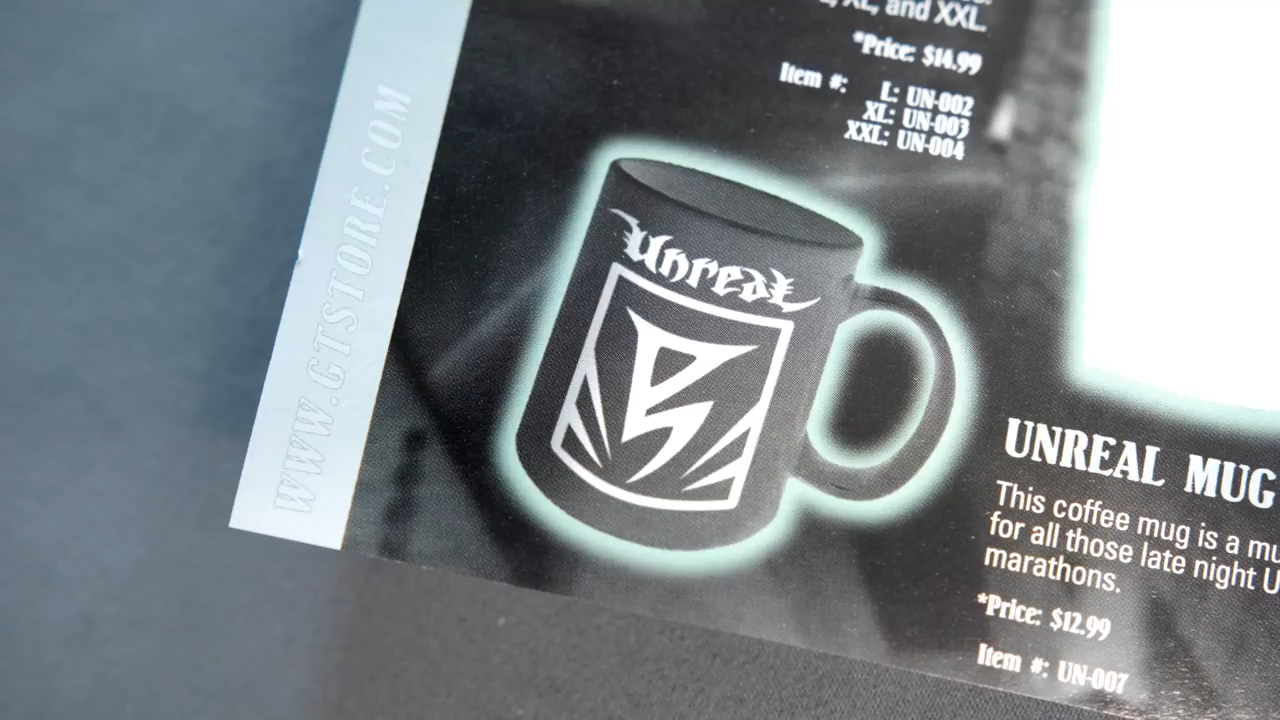 L, XL, and XXL.
*Price: $14.99
Item #: L: UN-002
XL: UN-003
XXL: UN-004
WWW.GTSTORE.COM
Unreal
UNREAL MUG
This coffee mug is a
for all those late night
marathons.
*Price: $12.99
Item #: UN-007